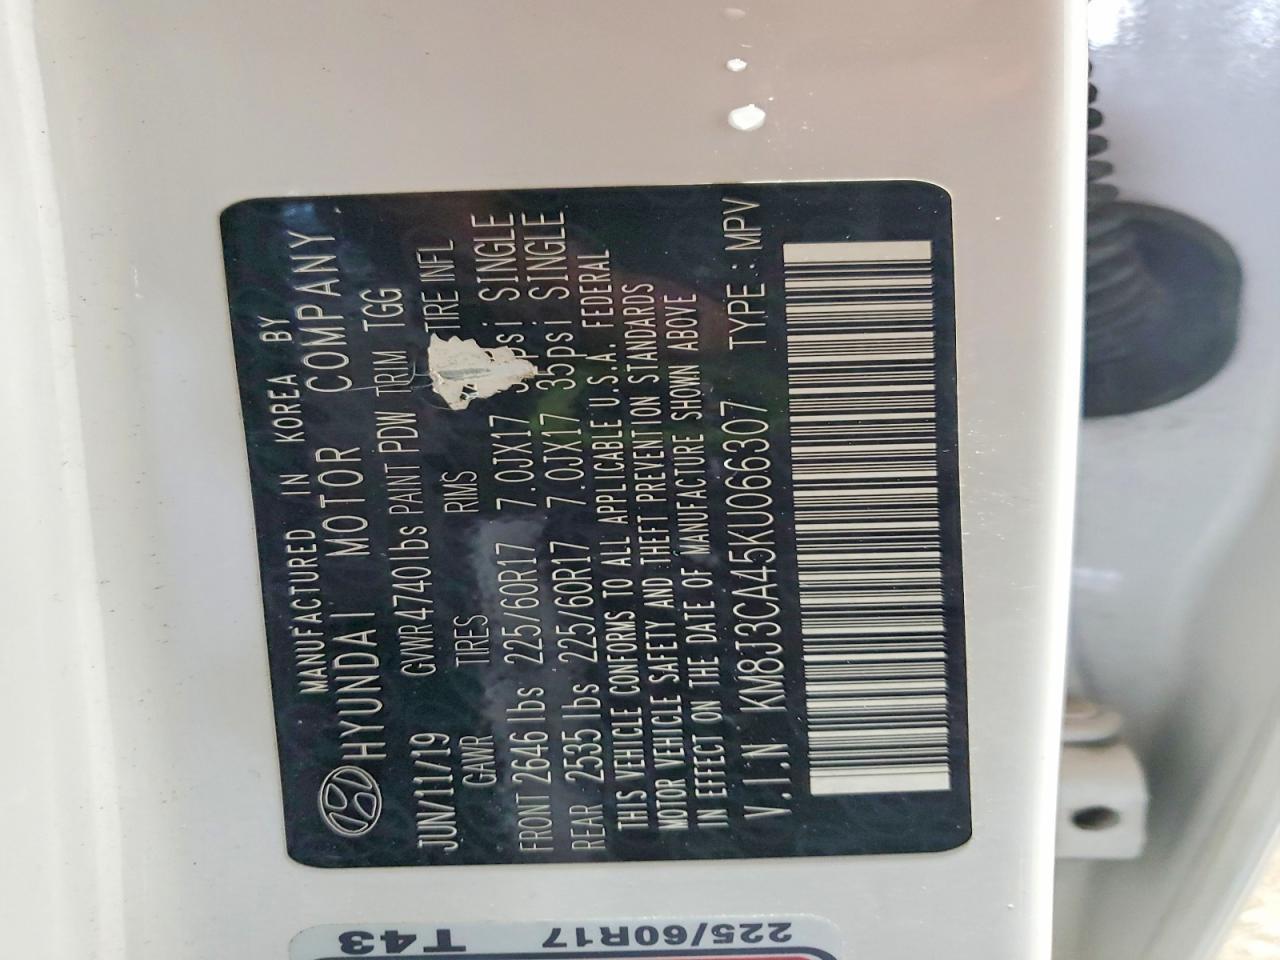 MANUFACTURED IN KOREA BY
HYUNDAI MOTOR COMPANY
JUN/11/19 GVWR 4740lbs PAINT PDW TRIM TGG
GAWR TIRES RMS TIRE INFL
FRONT 2646lbs 225/60R17 7.0JX17 psi SINGLE
REAR 2535lbs 225/60R17 7.0JX17 35psi SINGLE
THIS VEHICLE CONFORMS TO ALL APPLICABLE U.S.A. FEDERAL
MOTOR VEHICLE SAFETY AND THEFT PREVENTION STANDARDS
IN EFFECT ON THE DATE OF MANUFACTURE SHOWN ABOVE
V.I.N KM8J3CA45KU066307 TYPE: MPV
225/60R17
T43